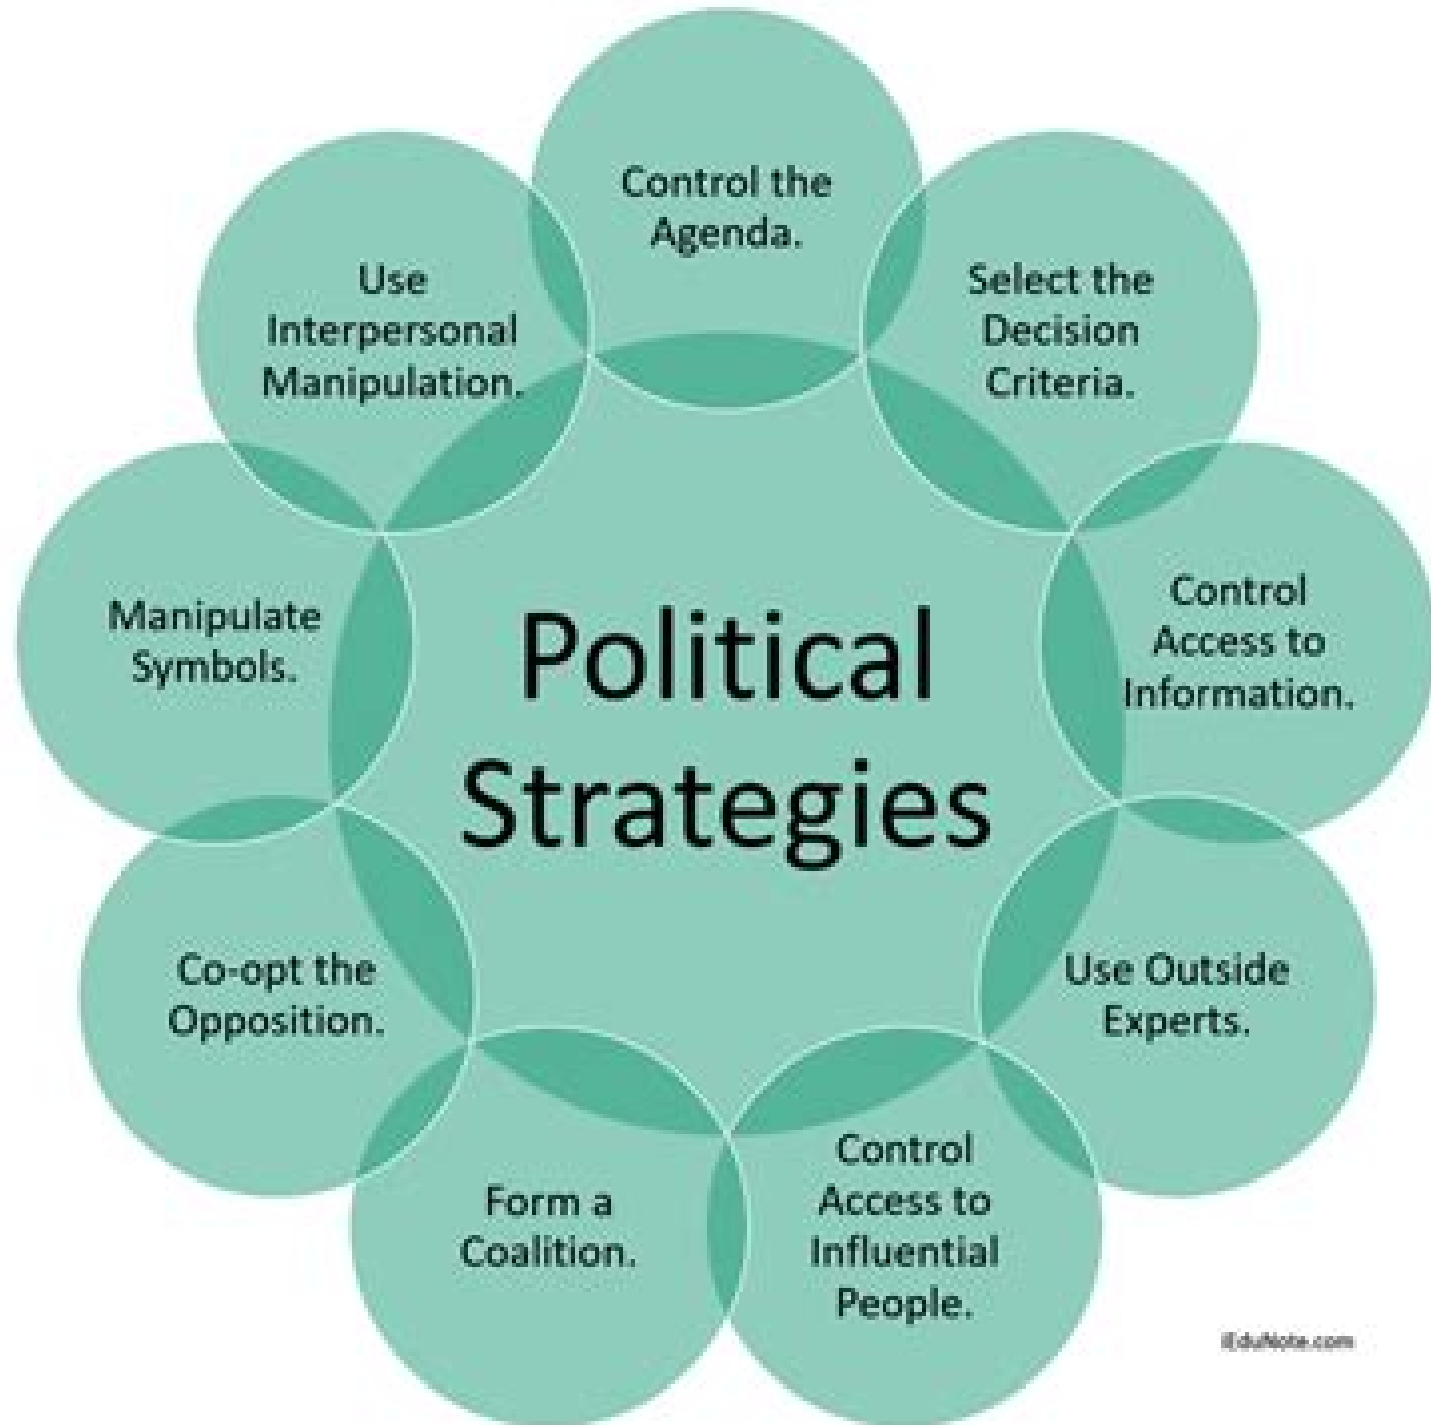 Political
Strategies
Control the
Agenda.
Select the
Decision
Criteria.
Control
Access to
Information.
Use Outside
Experts.
Control
Access to
Influential
People.
Form a
Coalition.
Co-opt the
Opposition.
Manipulate
Symbols.
Use
Interpersonal
Manipulation.
iEduNote.com